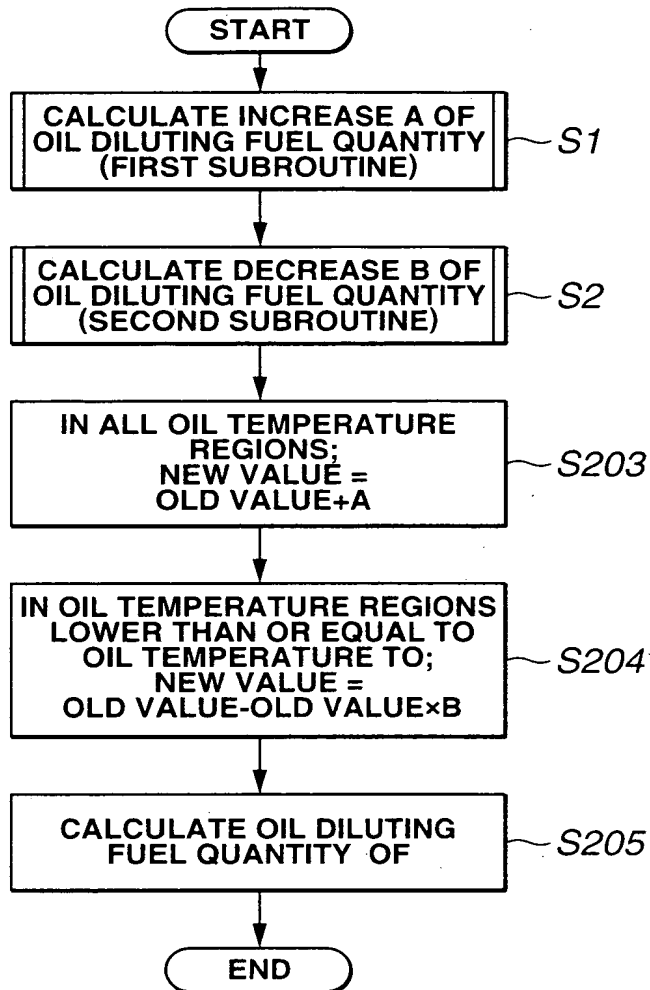 START
CALCULATE INCREASE A OF
OIL DILUTING FUEL QUANTITY
(FIRST SUBROUTINE)
S1
CALCULATE DECREASE B OF
OIL DILUTING FUEL QUANTITY
(SECOND SUBROUTINE)
S2
IN ALL OIL TEMPERATURE
REGIONS;
NEW VALUE =
OLD VALUE+A
S203
IN OIL TEMPERATURE REGIONS
LOWER THAN OR EQUAL TO
OIL TEMPERATURE TO;
NEW VALUE =
OLD VALUE-OLD VALUE×B
S204
CALCULATE OIL DILUTING
FUEL QUANTITY OF
S205
END